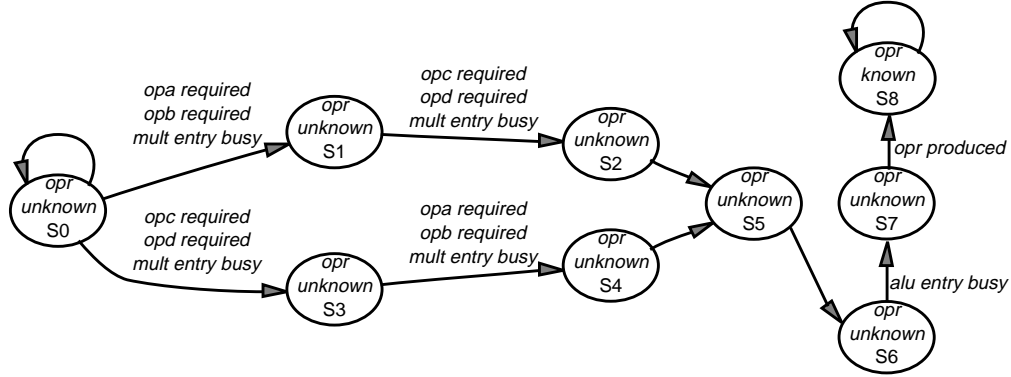 opa required
opb required
mult entry busy
opr
unknown
S1
opc required
opd required
mult entry busy
opr
unknown
S2
opr
known
S8
opr produced
opr
unknown
S0
opc required
opd required
mult entry busy
opr
unknown
S3
opa required
opb required
mult entry busy
opr
unknown
S4
opr
unknown
S5
opr
unknown
S7
alu entry busy
opr
unknown
S6